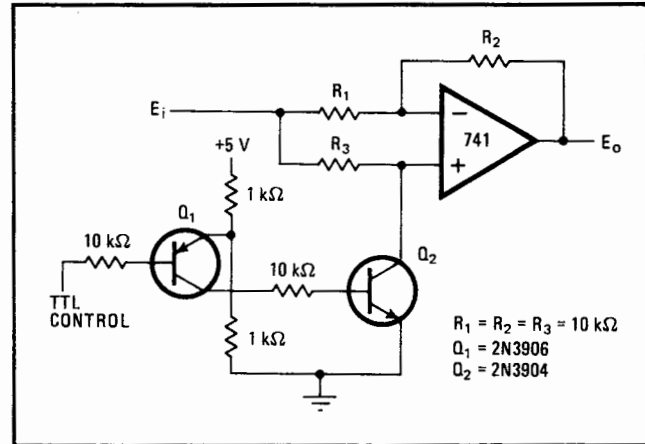 R2
R1
Ei
−
741
Eo
R3
+
+5 V
1 kΩ
Q1
10 kΩ
10 kΩ
Q2
TTL
CONTROL
1 kΩ
R1 = R2 = R3 = 10 kΩ
Q1 = 2N3906
Q2 = 2N3904